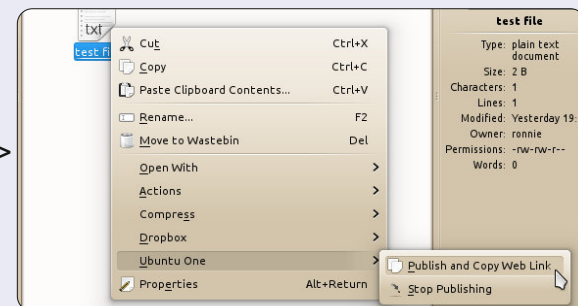 >
txt
test fi
Cut Ctrl+X
Copy Ctrl+C
Paste Clipboard Contents... Ctrl+V
Rename... F2
Move to Wastebin Del
Open With >
Actions >
Compress >
Dropbox >
Ubuntu One >
Properties Alt+Return
Publish and Copy Web Link
Stop Publishing
test file
Type: plain text
document
Size: 2 B
Characters: 1
Lines: 1
Modified: Yesterday 19:
Owner: ronnie
Permissions: -rw-rw-r--
Words: 0